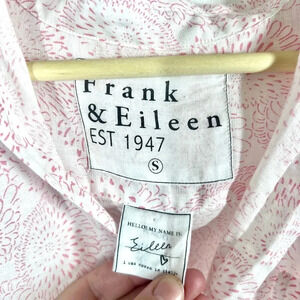 Frank
& Eileen
EST 1947
S
HELLO! MY NAME IS:
Eileen